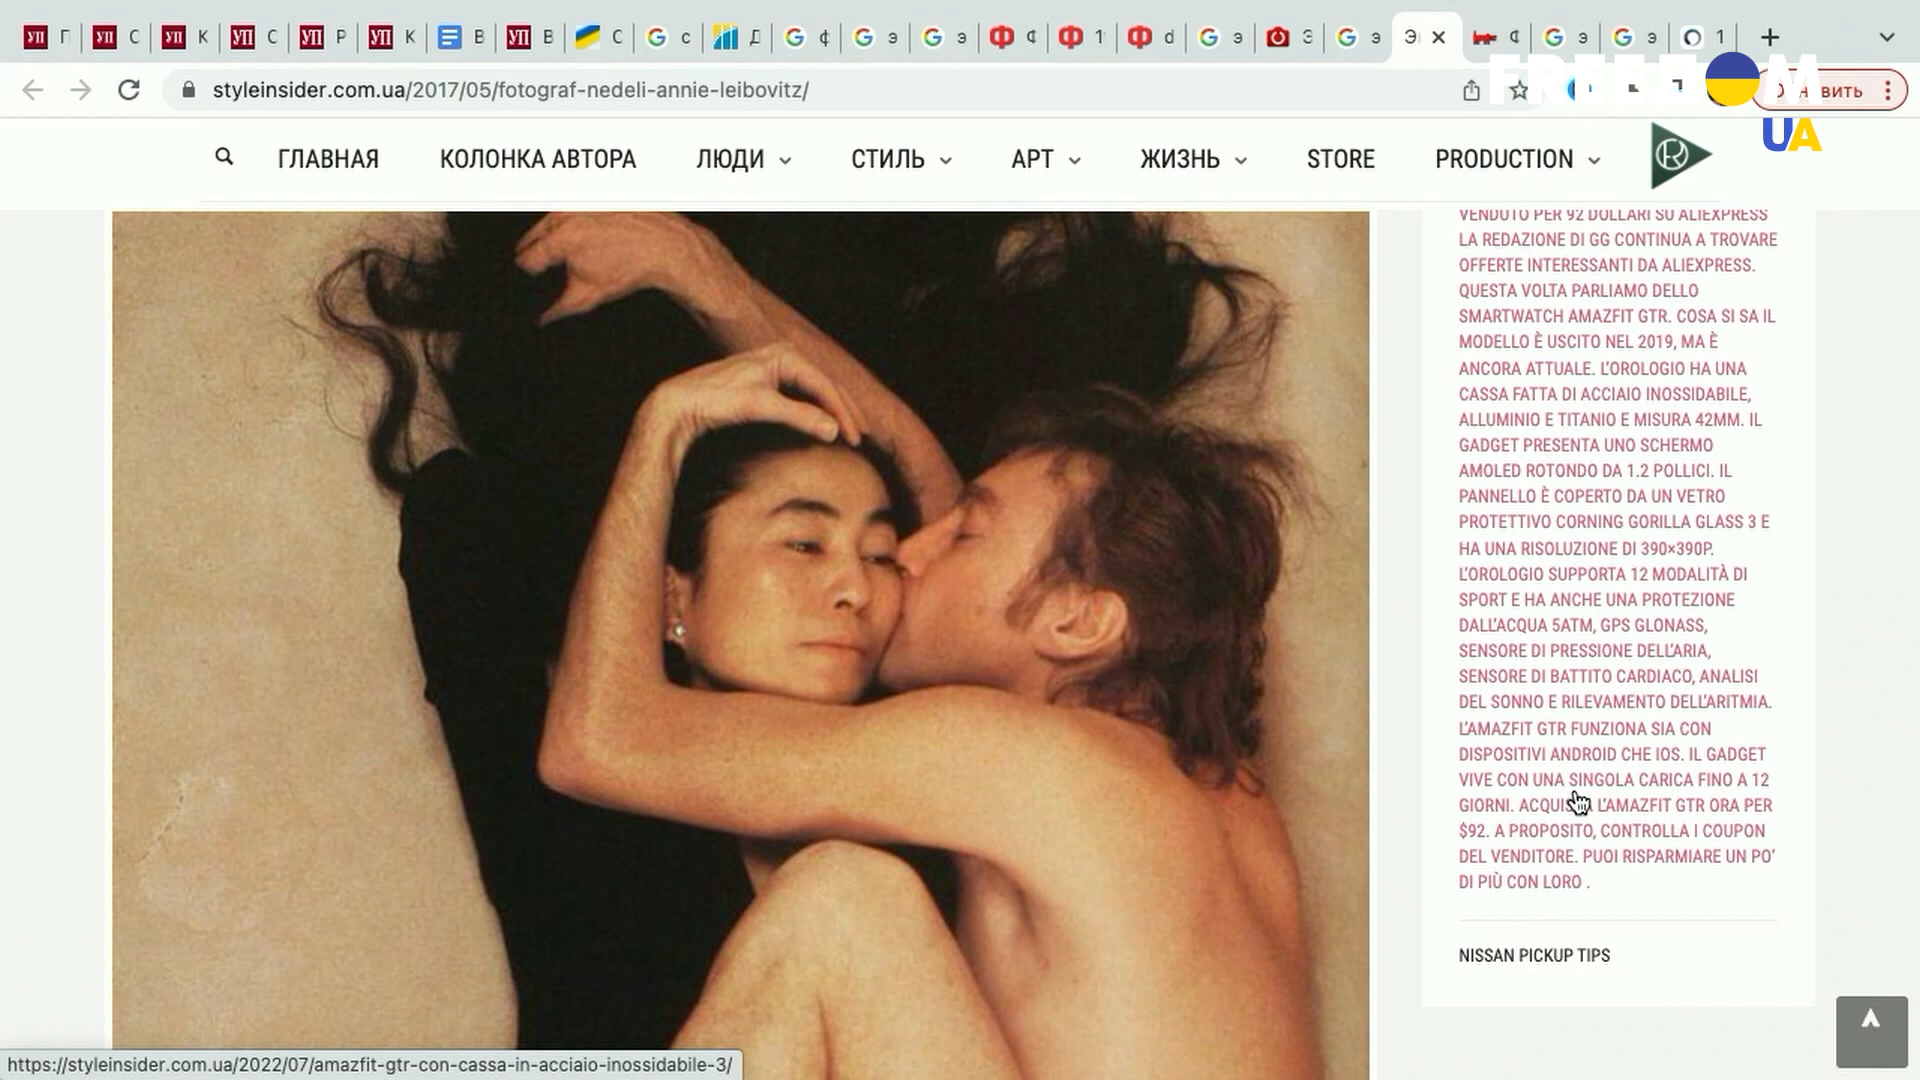 П
С
К
С
Р
К
В
В
С
с
Д
ф
э
э
Ф
1
d
э
Э
э
Э
Ф
э
э
1
styleinsider.com.ua/2017/05/fotograf-nedeli-annie-leibovitz/
FREEDOM
UA
ГЛАВНАЯ
КОЛОНКА АВТОРА
ЛЮДИ
СТИЛЬ
АРТ
ЖИЗНЬ
STORE
PRODUCTION
VENDUTO PER 92 DOLLARI SU ALIEXPRESS
LA REDAZIONE DI GG CONTINUA A TROVARE
OFFERTE INTERESSANTI DA ALIEXPRESS.
QUESTA VOLTA PARLIAMO DELLO
SMARTWATCH AMAZFIT GTR. COSA SI SA IL
MODELLO È USCITO NEL 2019, MA È
ANCORA ATTUALE. L'OROLOGIO HA UNA
CASSA FATTA DI ACCIAIO INOSSIDABILE,
ALLUMINIO E TITANIO E MISURA 42MM. IL
GADGET PRESENTA UNO SCHERMO
AMOLED ROTONDO DA 1.2 POLLICI. IL
PANNELLO È COPERTO DA UN VETRO
PROTETTIVO CORNING GORILLA GLASS 3 E
HA UNA RISOLUZIONE DI 390×390P.
L'OROLOGIO SUPPORTA 12 MODALITÀ DI
SPORT E HA ANCHE UNA PROTEZIONE
DALL'ACQUA 5ATM, GPS GLONASS,
SENSORE DI PRESSIONE DELL'ARIA,
SENSORE DI BATTITO CARDIACO, ANALISI
DEL SONNO E RILEVAMENTO DELL'ARITMIA.
L'AMAZFIT GTR FUNZIONA SIA CON
DISPOSITIVI ANDROID CHE IOS. IL GADGET
VIVE CON UNA SINGOLA CARICA FINO A 12
GIORNI. L'AMAZFIT GTR ORA PER
$92. A PROPOSITO, CONTROLLA I COUPON
DEL VENDITORE. PUOI RISPARMIARE UN PO'
DI PIÙ CON LORO .
NISSAN PICKUP TIPS
https://styleinsider.com.ua/2022/07/amazfit-gtr-con-cassa-in-acciaio-inossidabile-3/